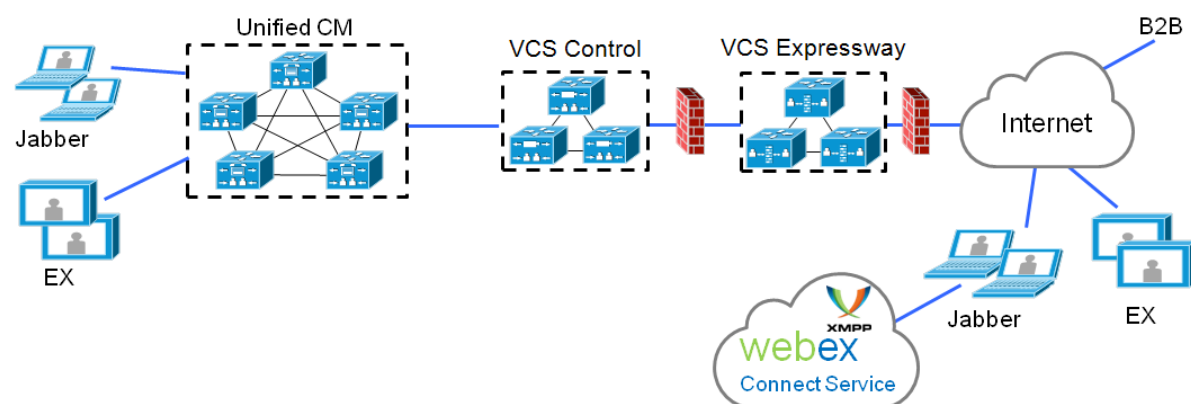 Unified CM
VCS Control
VCS Expressway
B2B
Jabber
Internet
EX
Jabber
EX
XMPP
webex
Connect Service